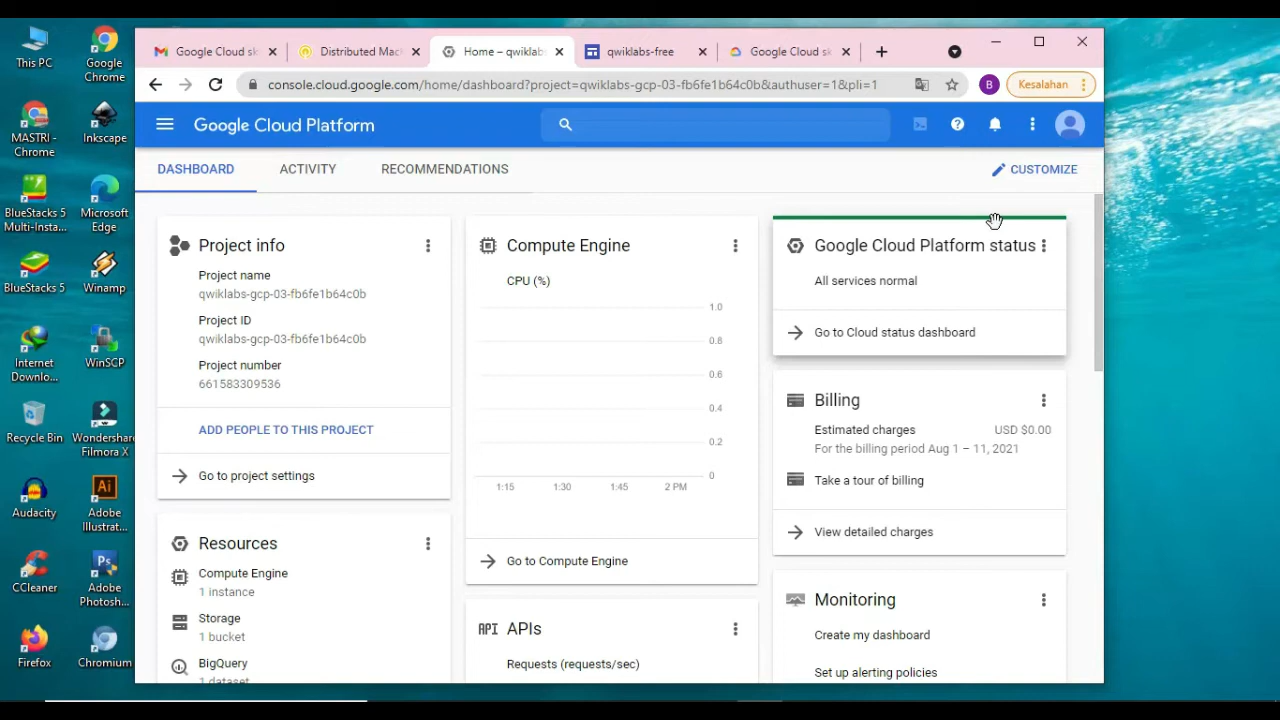 This PC
Google Chrome
MASTRI - Chrome
Inkscape
BlueStacks 5 Multi-Insta...
Microsoft Edge
BlueStacks 5
Winamp
Internet Downlo...
WinSCP
Recycle Bin
Wondershare Filmora X
Audacity
Adobe Illustrat...
CCleaner
Adobe Photosh...
Firefox
Chromium
Google Cloud sk
Distributed Mac
Home – qwiklabs
qwiklabs-free
Google Cloud sk
console.cloud.google.com/home/dashboard?project=qwiklabs-gcp-03-fb6fe1b64c0b&authuser=1&pli=1
B
Kesalahan
Google Cloud Platform
DASHBOARD
ACTIVITY
RECOMMENDATIONS
CUSTOMIZE
Project info
Project name
qwiklabs-gcp-03-fb6fe1b64c0b
Project ID
qwiklabs-gcp-03-fb6fe1b64c0b
Project number
661583309536
ADD PEOPLE TO THIS PROJECT
Go to project settings
Resources
Compute Engine
1 instance
Storage
1 bucket
BigQuery
1 dataset
Compute Engine
CPU (%)
1.0
0.8
0.6
0.4
0.2
0
1:15
1:30
1:45
2 PM
Go to Compute Engine
API APIs
Requests (requests/sec)
Google Cloud Platform status
All services normal
Go to Cloud status dashboard
Billing
Estimated charges
USD $0.00
For the billing period Aug 1 – 11, 2021
Take a tour of billing
View detailed charges
Monitoring
Create my dashboard
Set up alerting policies